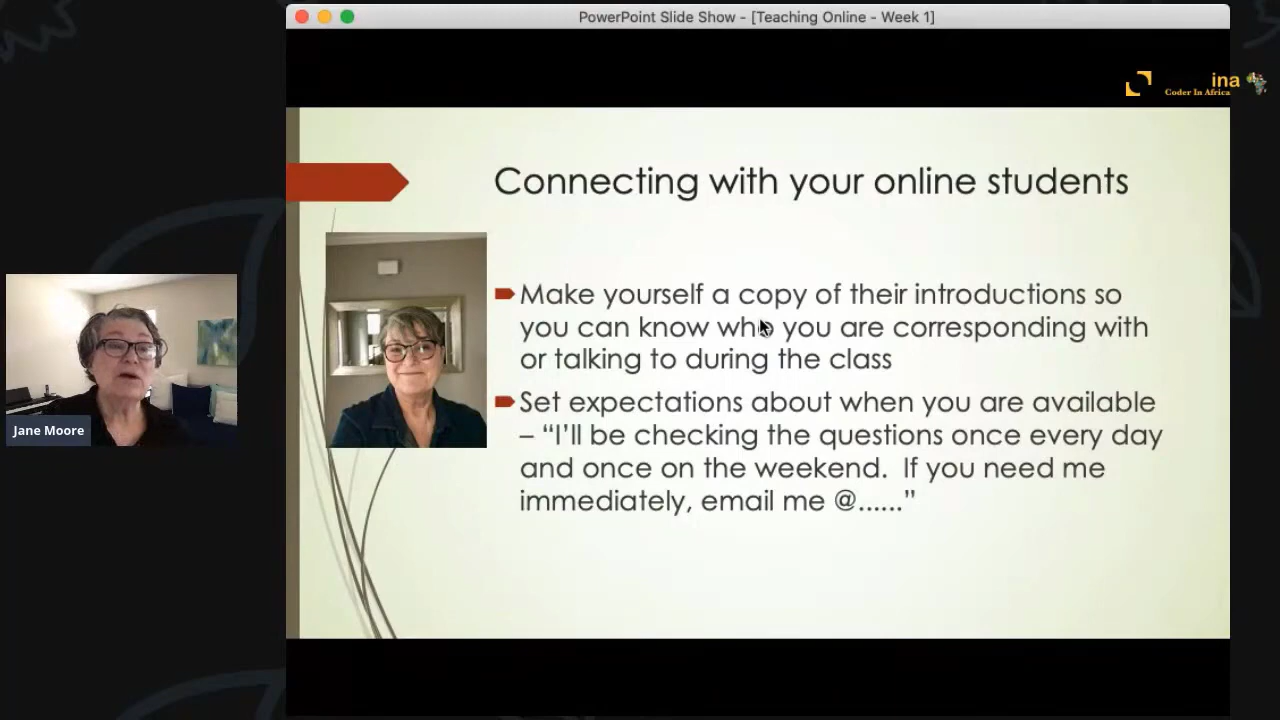 PowerPoint Slide Show - [Teaching Online - Week 1]
ina
Coder In Africa
Connecting with your online students
Make yourself a copy of their introductions so
you can know who you are corresponding with
or talking to during the class
Set expectations about when you are available
– “I’ll be checking the questions once every day
and once on the weekend. If you need me
immediately, email me @......”
Jane Moore